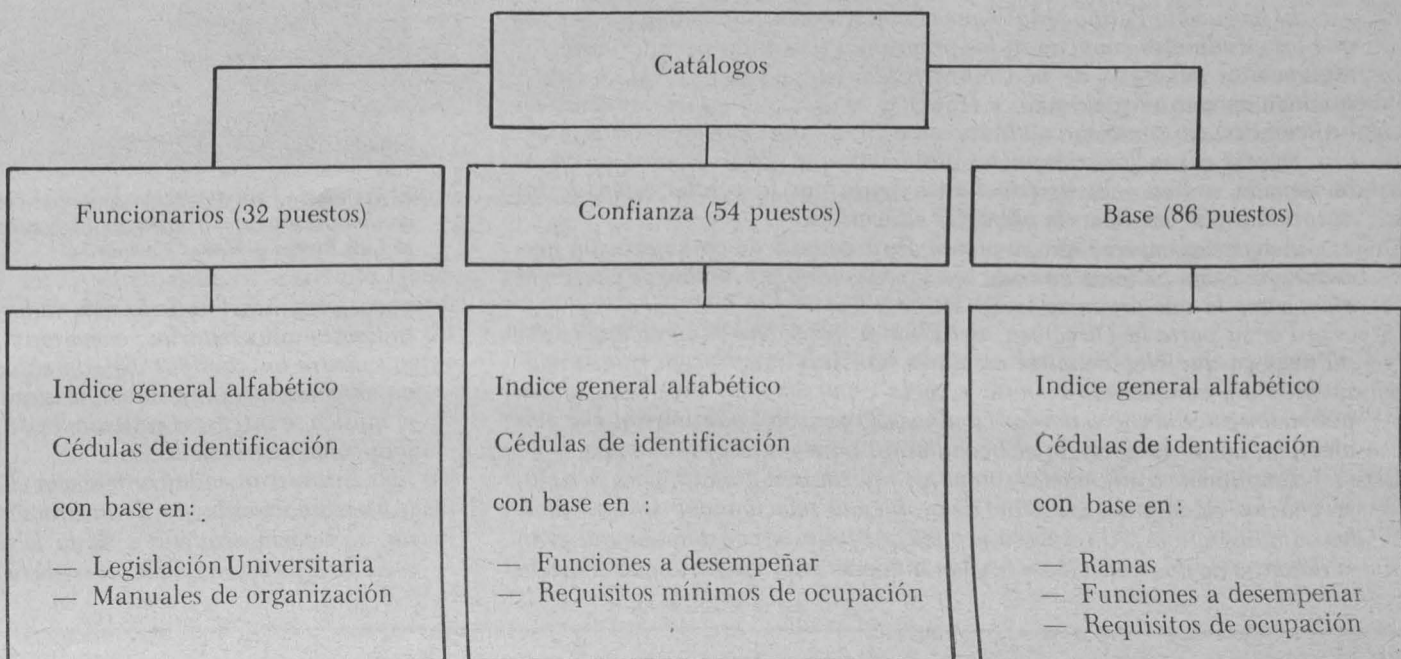 Catálogos
Funcionarios (32 puestos)
Confianza (54 puestos)
Base (86 puestos)
Indice general alfabético
Cédulas de identificación
con base en:
— Legislación Universitaria
— Manuales de organización
Indice general alfabético
Cédulas de identificación
con base en :
— Funciones a desempeñar
— Requisitos mínimos de ocupación
Indice general alfabético
Cédulas de identificación
con base en :
— Ramas
— Funciones a desempeñar
— Requisitos de ocupación